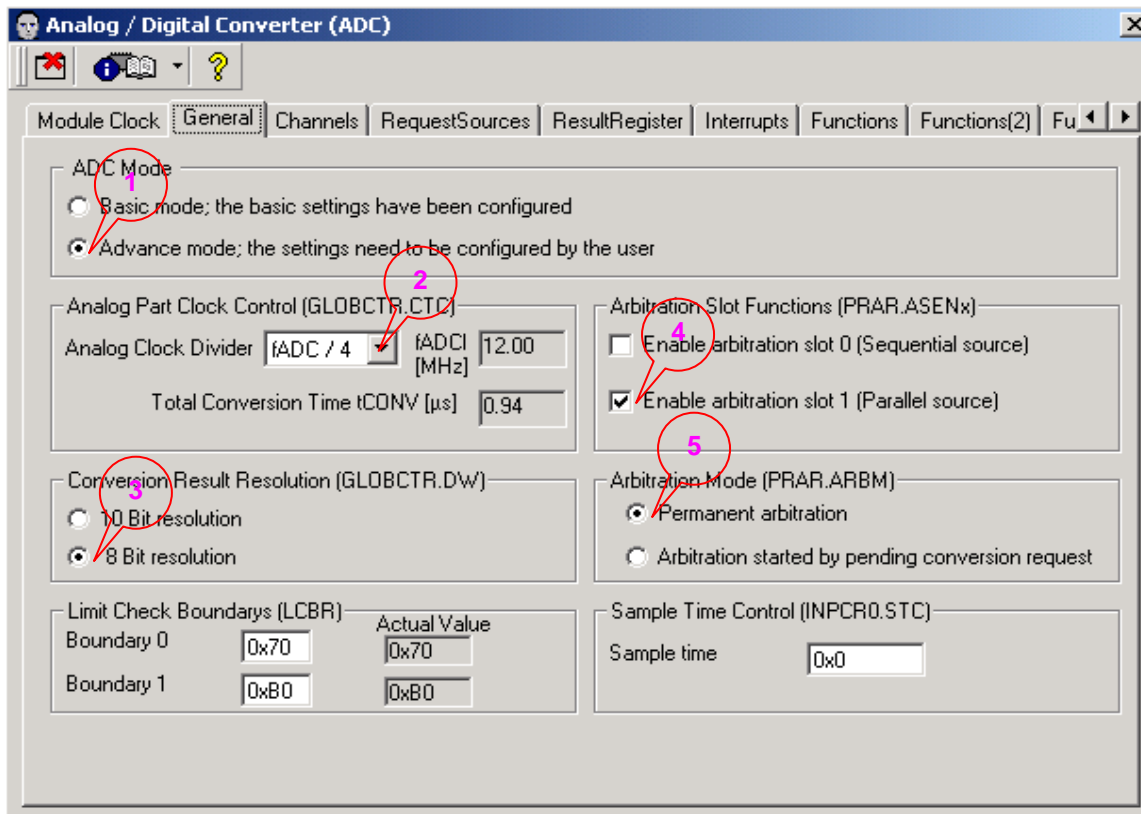 Analog / Digital Converter (ADC)
Module Clock General Channels RequestSources ResultRegister Interrupts Functions Functions(2) Fu
ADC Mode
1
Basic mode; the basic settings have been configured
Advance mode; the settings need to be configured by the user
2
Analog Part Clock Control (GLOBCTR.CTC)
Analog Clock Divider fADC / 4 fADCI [MHz] 12.00
Total Conversion Time tCONV [µs] 0.94
Arbitration Slot Functions (PRAR.ASENx)
4
Enable arbitration slot 0 (Sequential source)
Enable arbitration slot 1 (Parallel source)
Conversion Result Resolution (GLOBCTR.DW)
3
10 Bit resolution
8 Bit resolution
5
Arbitration Mode (PRAR.ARBM)
Permanent arbitration
Arbitration started by pending conversion request
Limit Check Boundarys (LCBR)
Actual Value
Boundary 0 0x70 0x70
Boundary 1 0xB0 0xB0
Sample Time Control (INPCR0.STC)
Sample time 0x0